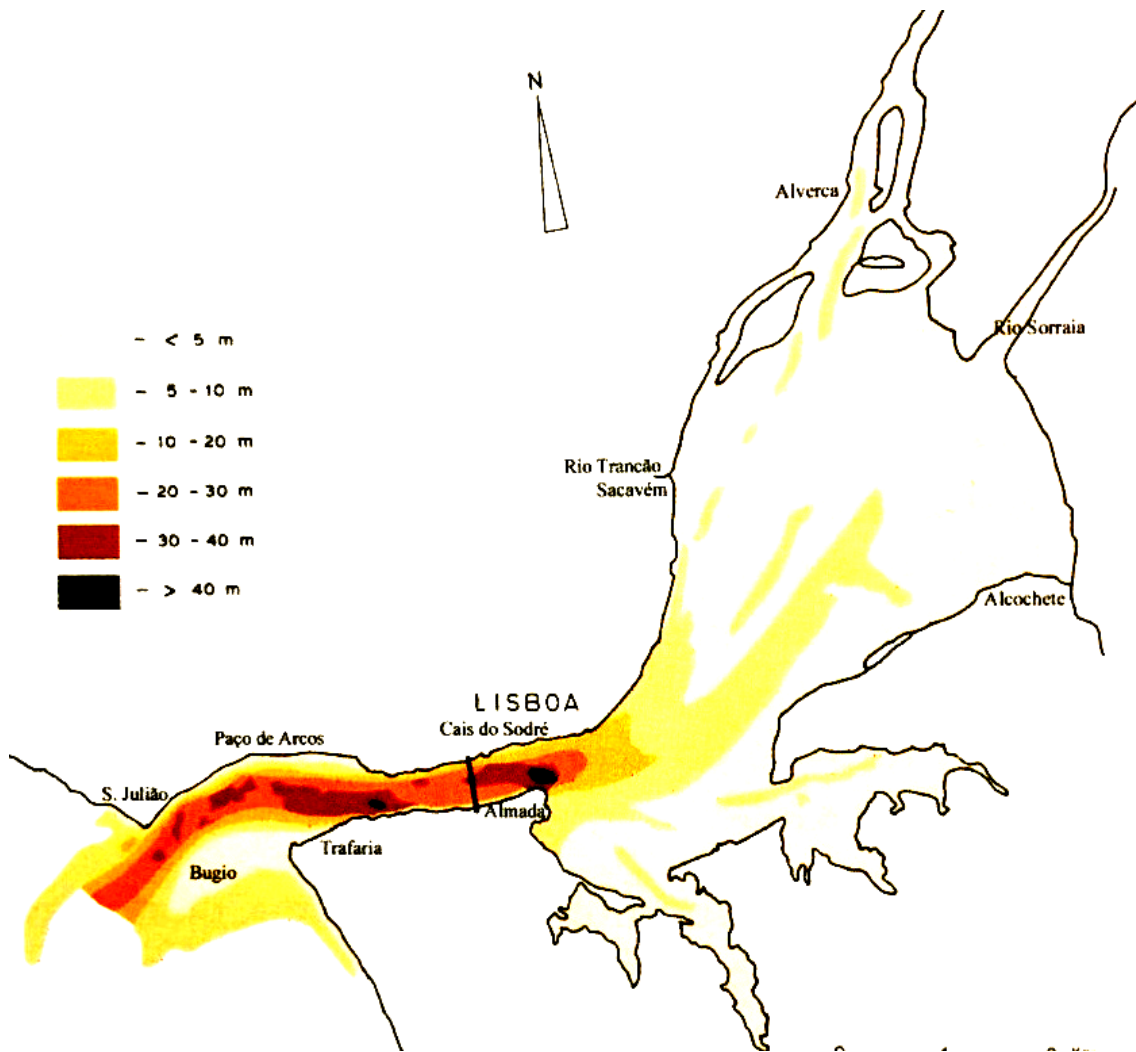 N
Alverca
Rio Sorraia
- < 5 m
- 5 - 10 m
- 10 - 20 m
- 20 - 30 m
- 30 - 40 m
- > 40 m
Rio Trancão
Sacavém
Alcochete
LISBOA
Cais do Sodré
Paço de Arcos
S. Julião
Almada
Trafaria
Bugio